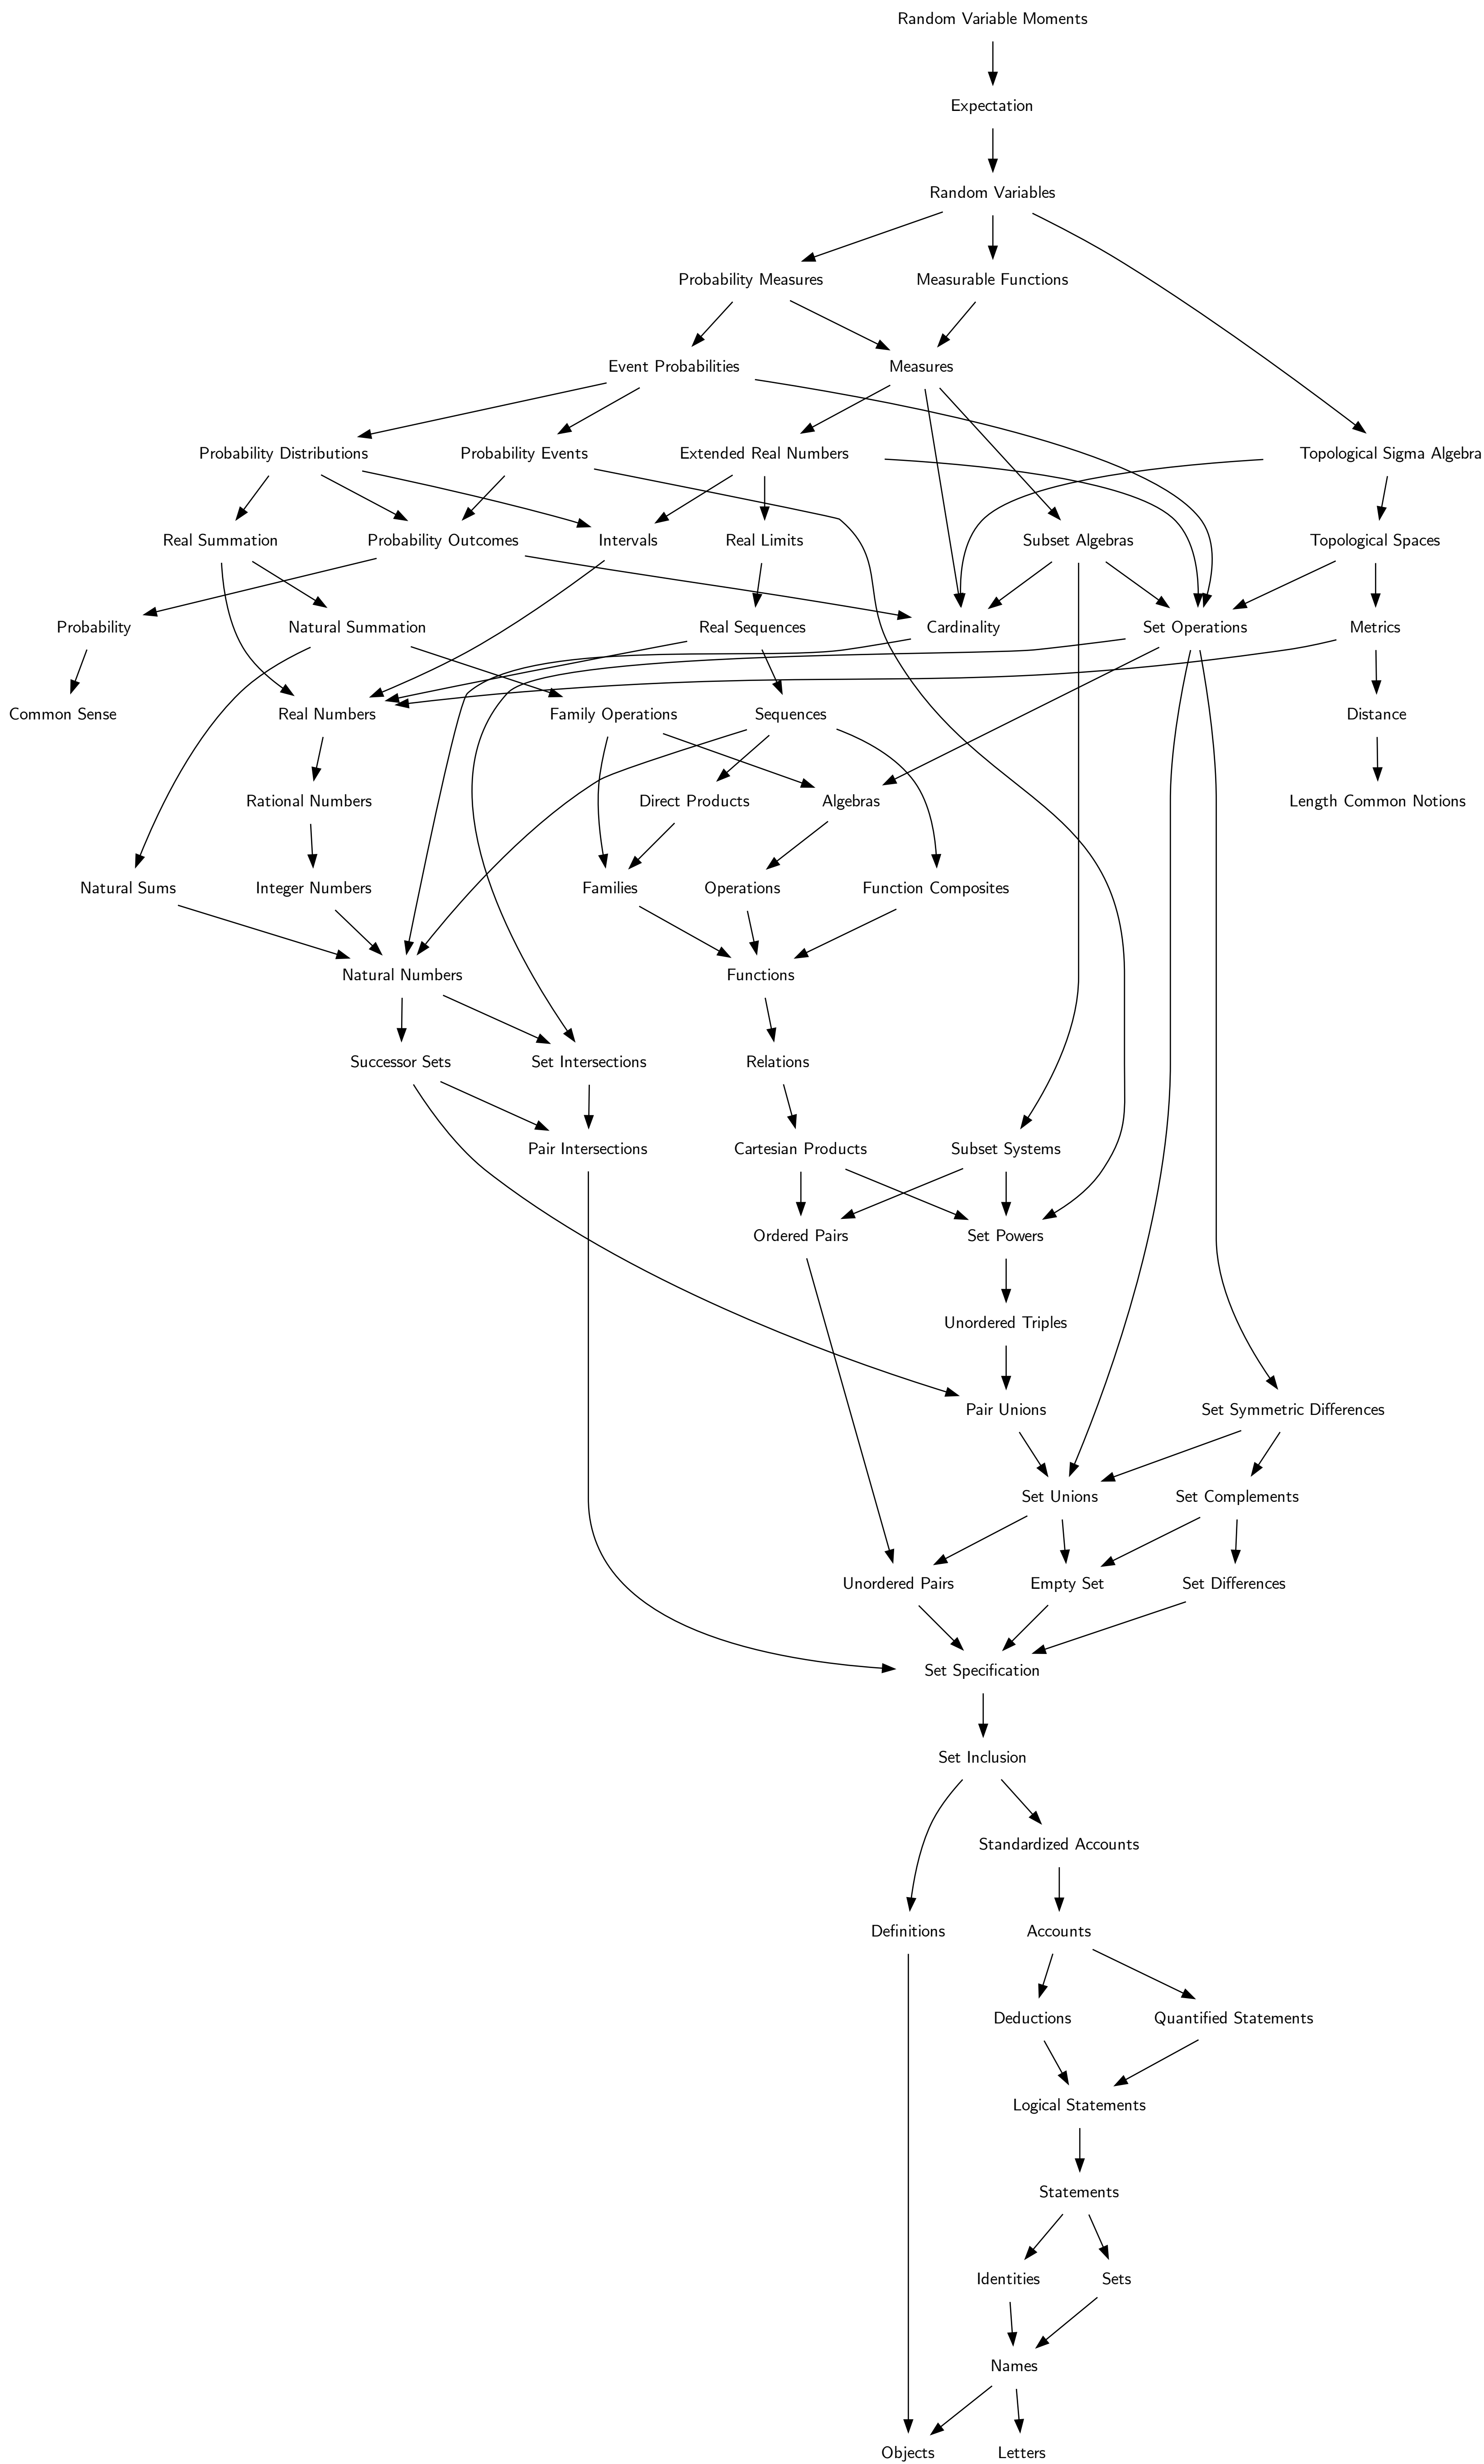 Random Variable Moments
Expectation
Random Variables
Probability Measures
Measurable Functions
Event Probabilities
Measures
Probability Distributions
Probability Events
Extended Real Numbers
Topological Sigma Algebra
Real Summation
Probability Outcomes
Intervals
Real Limits
Subset Algebras
Topological Spaces
Probability
Natural Summation
Real Sequences
Cardinality
Set Operations
Metrics
Common Sense
Real Numbers
Family Operations
Sequences
Distance
Rational Numbers
Direct Products
Algebras
Length Common Notions
Natural Sums
Integer Numbers
Families
Operations
Function Composites
Natural Numbers
Functions
Successor Sets
Set Intersections
Relations
Pair Intersections
Cartesian Products
Subset Systems
Ordered Pairs
Set Powers
Unordered Triples
Pair Unions
Set Symmetric Differences
Set Unions
Set Complements
Unordered Pairs
Empty Set
Set Differences
Set Specification
Set Inclusion
Standardized Accounts
Definitions
Accounts
Deductions
Quantified Statements
Logical Statements
Statements
Identities
Sets
Names
Objects
Letters